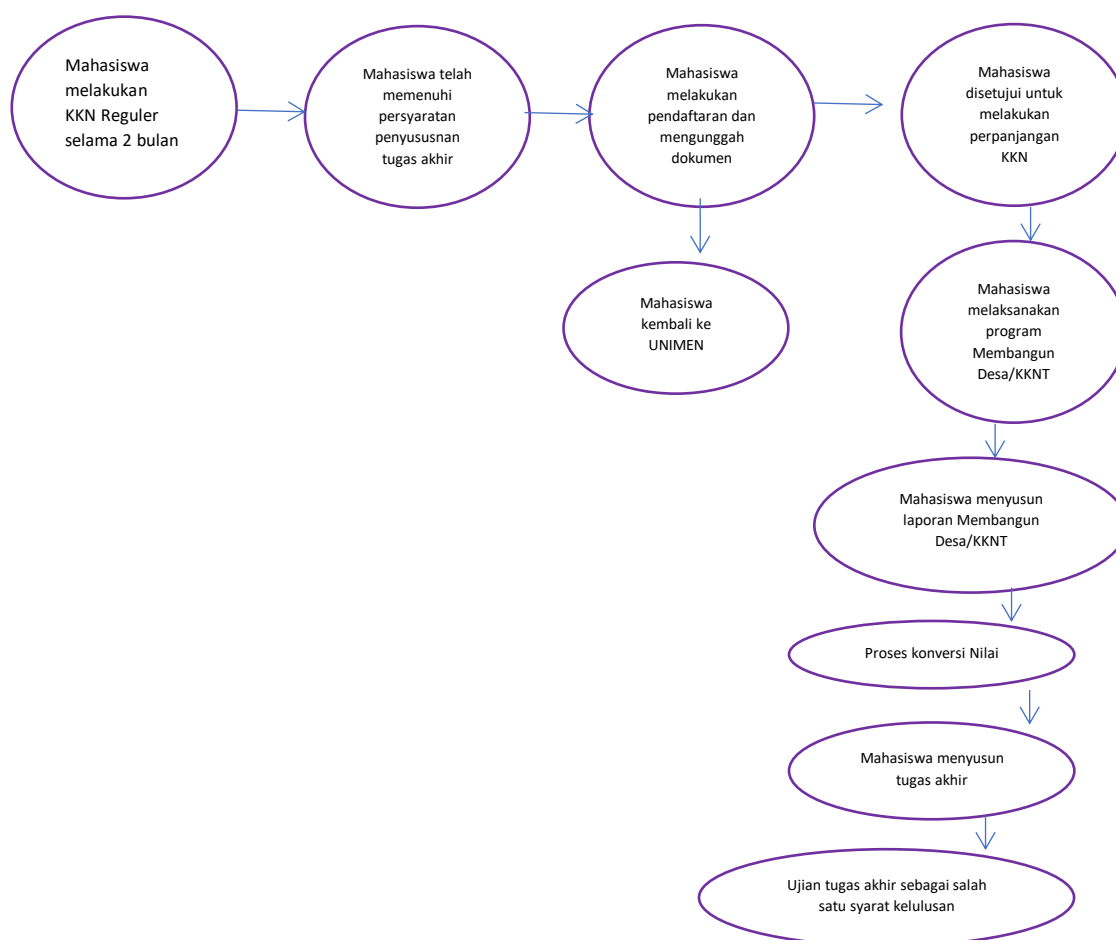 Mahasiswa
melakukan
KKN Reguler
selama 2 bulan
Mahasiswa telah
memenuhi
persyaratan
penyususnan
tugas akhir
Mahasiswa
melakukan
pendaftaran dan
mengunggah
dokumen
Mahasiswa
disetujui untuk
melakukan
perpanjangan
KKN
Mahasiswa
kembali ke
UNIMEN
Mahasiswa
melaksanakan
program
Membangun
Desa/KKNT
Mahasiswa menyusun
laporan Membangun
Desa/KKNT
Proses konversi Nilai
Mahasiswa menyusun
tugas akhir
Ujian tugas akhir sebagai salah
satu syarat kelulusan